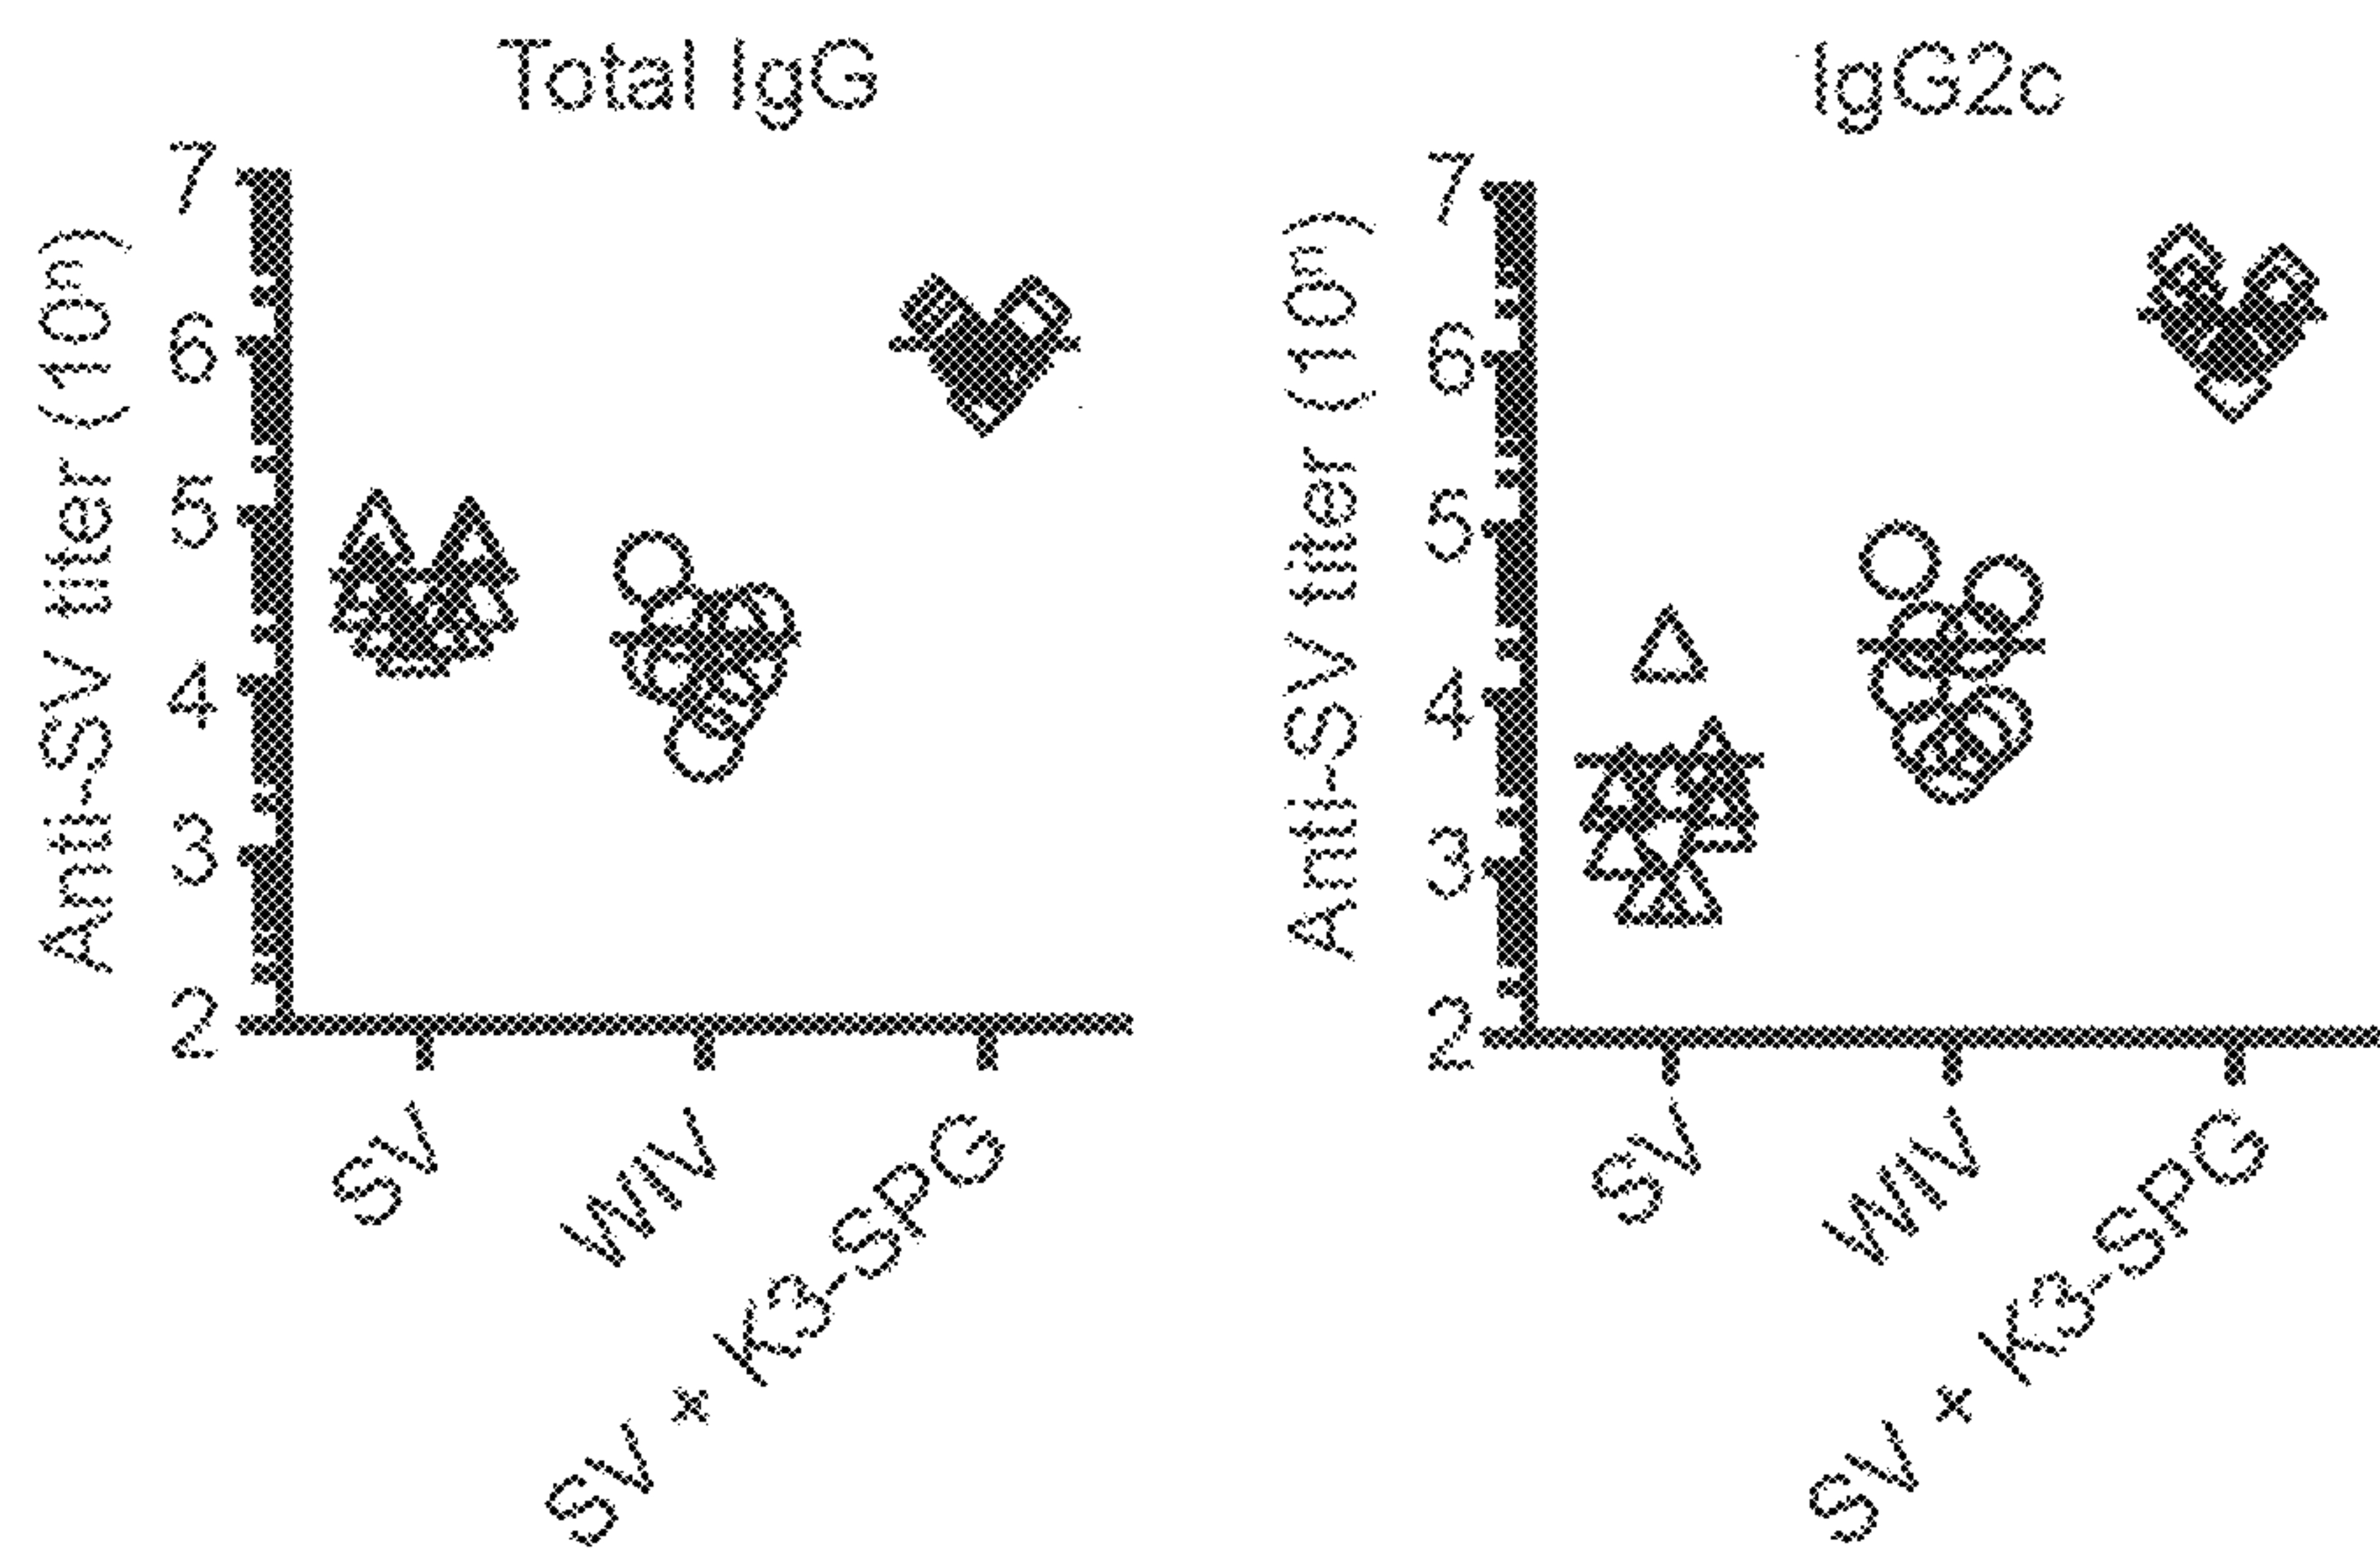 Total IgG
Anti-SV titer (10ⁿ)
7
6
5
4
3
2
SV
WIV
SV + K3-SPG
IgG2c
Anti-SV titer (10ⁿ)
7
6
5
4
3
2
SV
WIV
SV + K3-SPG